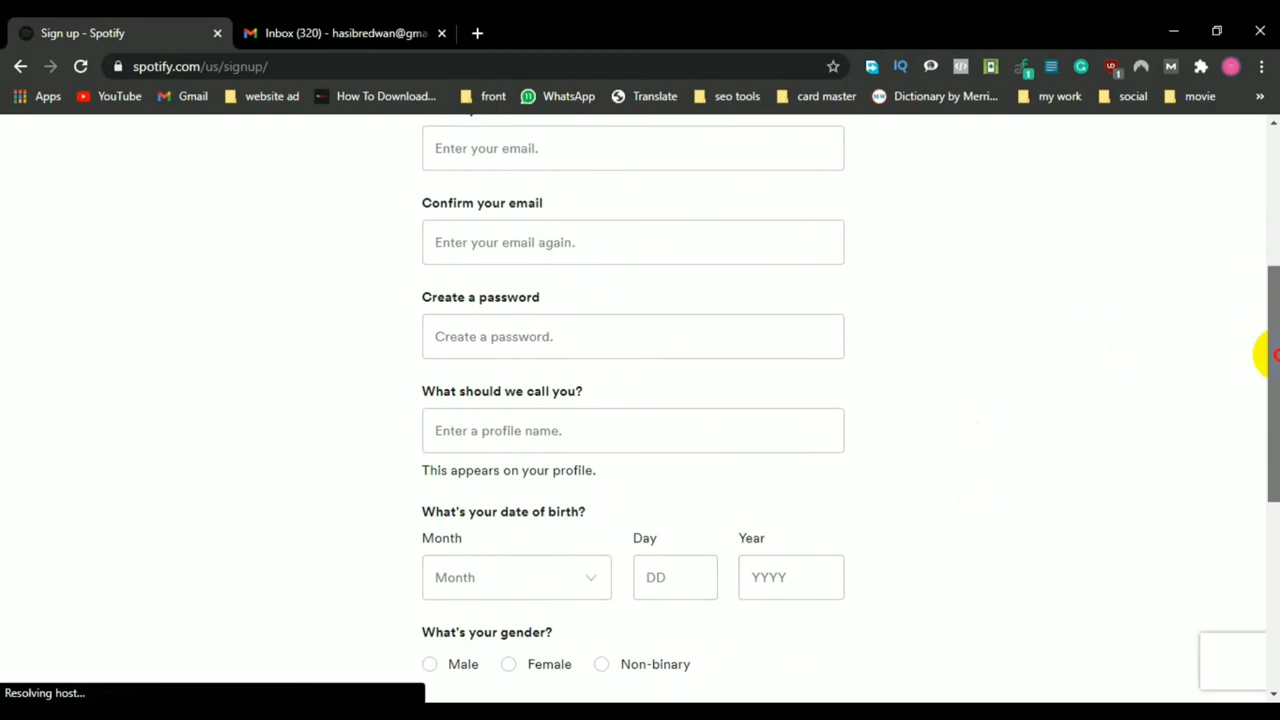 Sign up - Spotify
Inbox (320) - hasibredwan@gma
spotify.com/us/signup/
Apps
YouTube
Gmail
website ad
How To Download...
front
WhatsApp
Translate
seo tools
card master
Dictionary by Merri...
my work
social
movie
»
Enter your email.
Confirm your email
Enter your email again.
Create a password
Create a password.
What should we call you?
Enter a profile name.
This appears on your profile.
What's your date of birth?
Month Day Year
Month DD YYYY
What's your gender?
Male Female Non-binary
Resolving host...